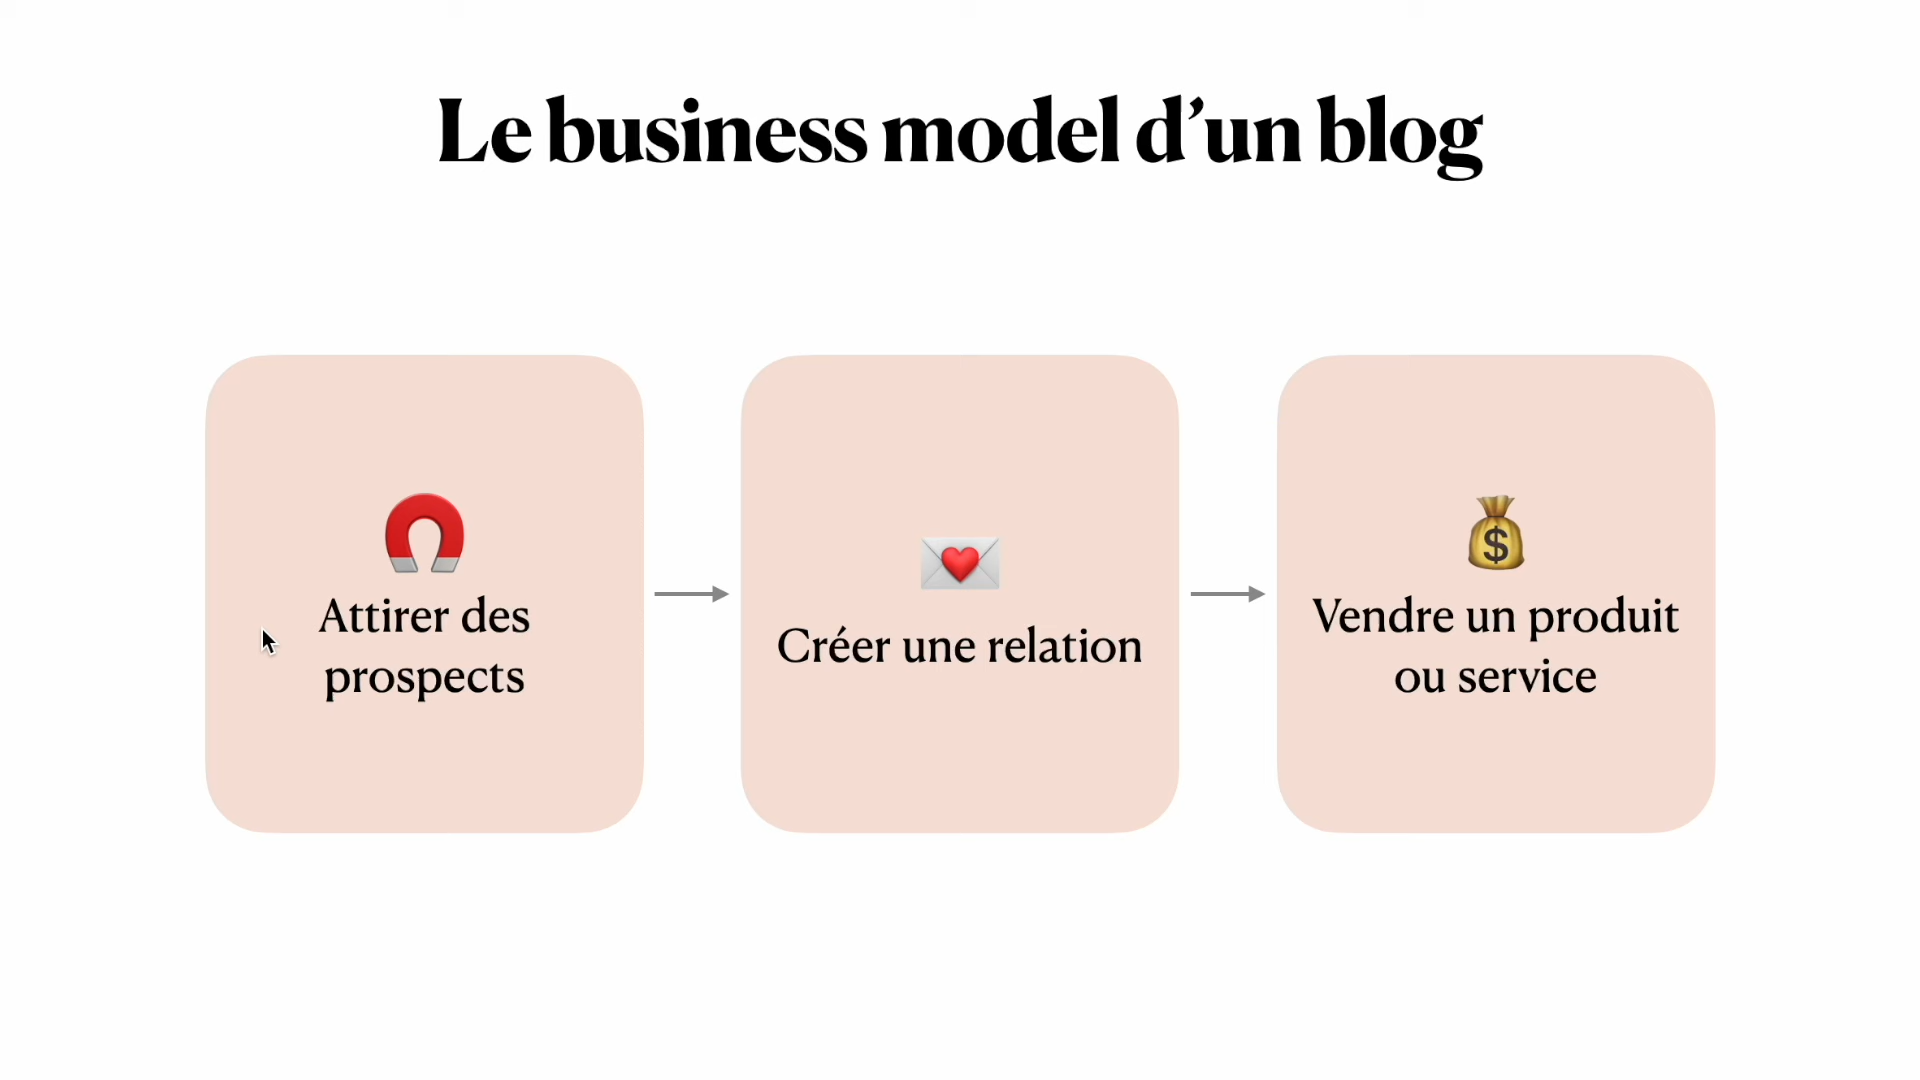 Le business model d’un blog
Attirer des
prospects
Créer une relation
Vendre un produit
ou service